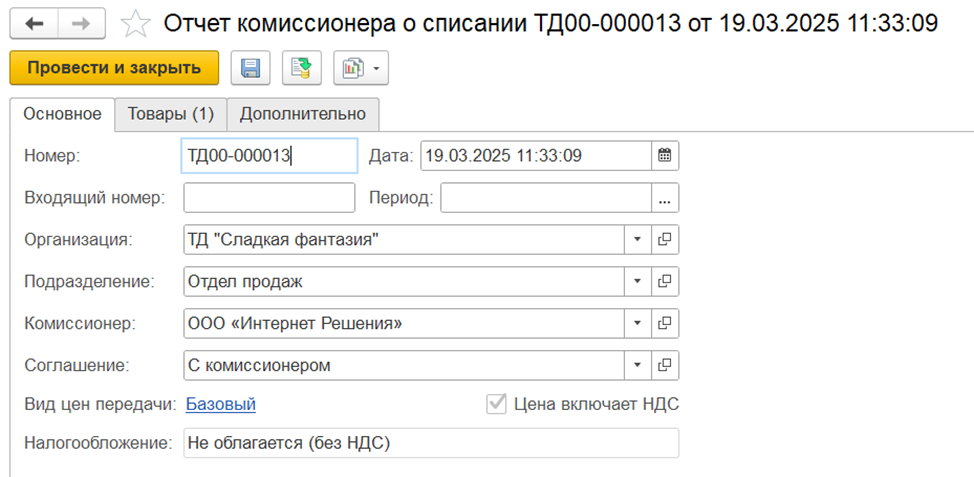 Отчет комиссионера о списании ТД00-000013 от 19.03.2025 11:33:09
Провести и закрыть
Основное Товары (1) Дополнительно
Номер: ТД00-000013 Дата: 19.03.2025 11:33:09
Входящий номер: Период: ...
Организация: ТД "Сладкая фантазия"
Подразделение: Отдел продаж
Комиссионер: ООО «Интернет Решения»
Соглашение: С комиссионером
Вид цен передачи: Базовый Цена включает НДС
Налогообложение: Не облагается (без НДС)